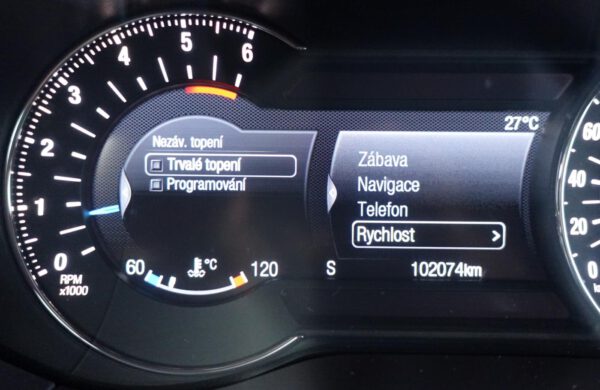 6
5
4
3
2
1
0
RPM
x1000
Nezáv. topení
Trvalé topení
Programování
60
°C
120
27°C
Zábava
Navigace
Telefon
Rychlost
S
102074km
60
40
20
0